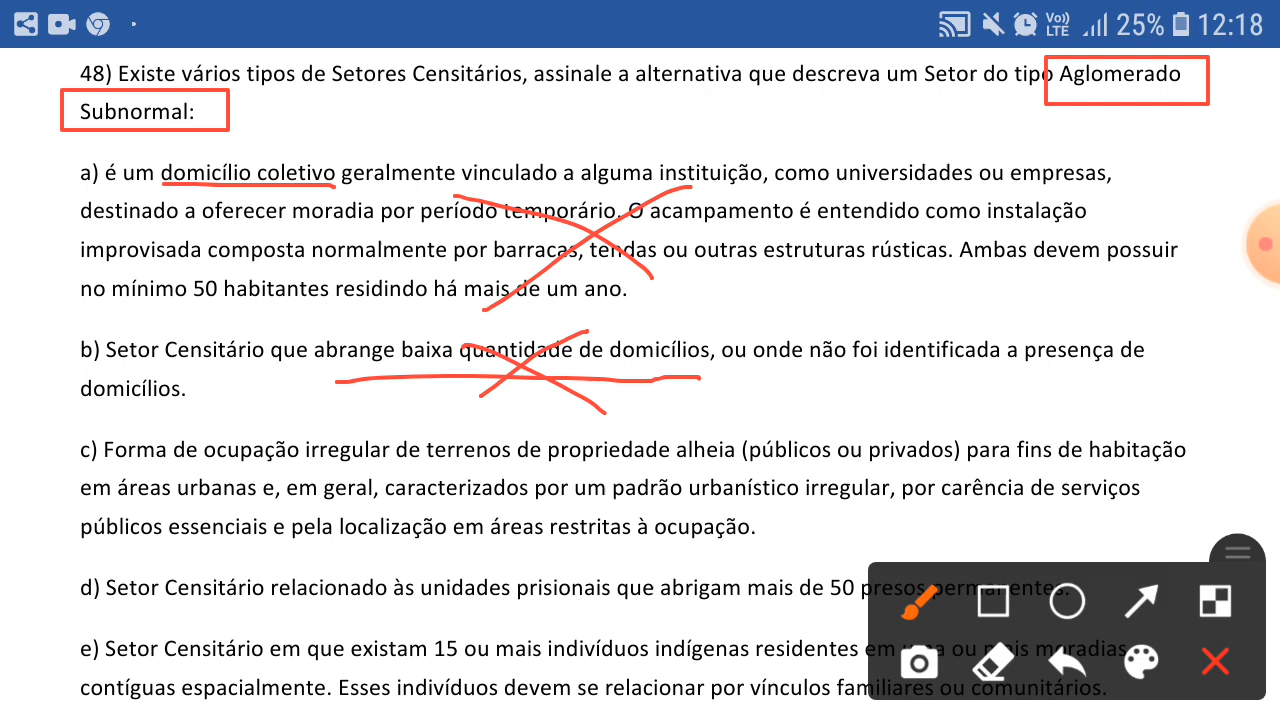 Vo)) LTE 25% 12:18
48) Existe vários tipos de Setores Censitários, assinale a alternativa que descreva um Setor do tipo Aglomerado
Subnormal:
a) é um domicílio coletivo geralmente vinculado a alguma instituição, como universidades ou empresas,
destinado a oferecer moradia por período temporário. O acampamento é entendido como instalação
improvisada composta normalmente por barracas, tendas ou outras estruturas rústicas. Ambas devem possuir
no mínimo 50 habitantes residindo há mais de um ano.
b) Setor Censitário que abrange baixa quantidade de domicílios, ou onde não foi identificada a presença de
domicílios.
c) Forma de ocupação irregular de terrenos de propriedade alheia (públicos ou privados) para fins de habitação
em áreas urbanas e, em geral, caracterizados por um padrão urbanístico irregular, por carência de serviços
públicos essenciais e pela localização em áreas restritas à ocupação.
d) Setor Censitário relacionado às unidades prisionais que abrigam mais de 50 presos permanentes.
e) Setor Censitário em que existam 15 ou mais indivíduos indígenas residentes em uma ou mais moradias
contíguas espacialmente. Esses indivíduos devem se relacionar por vínculos familiares ou comunitários.